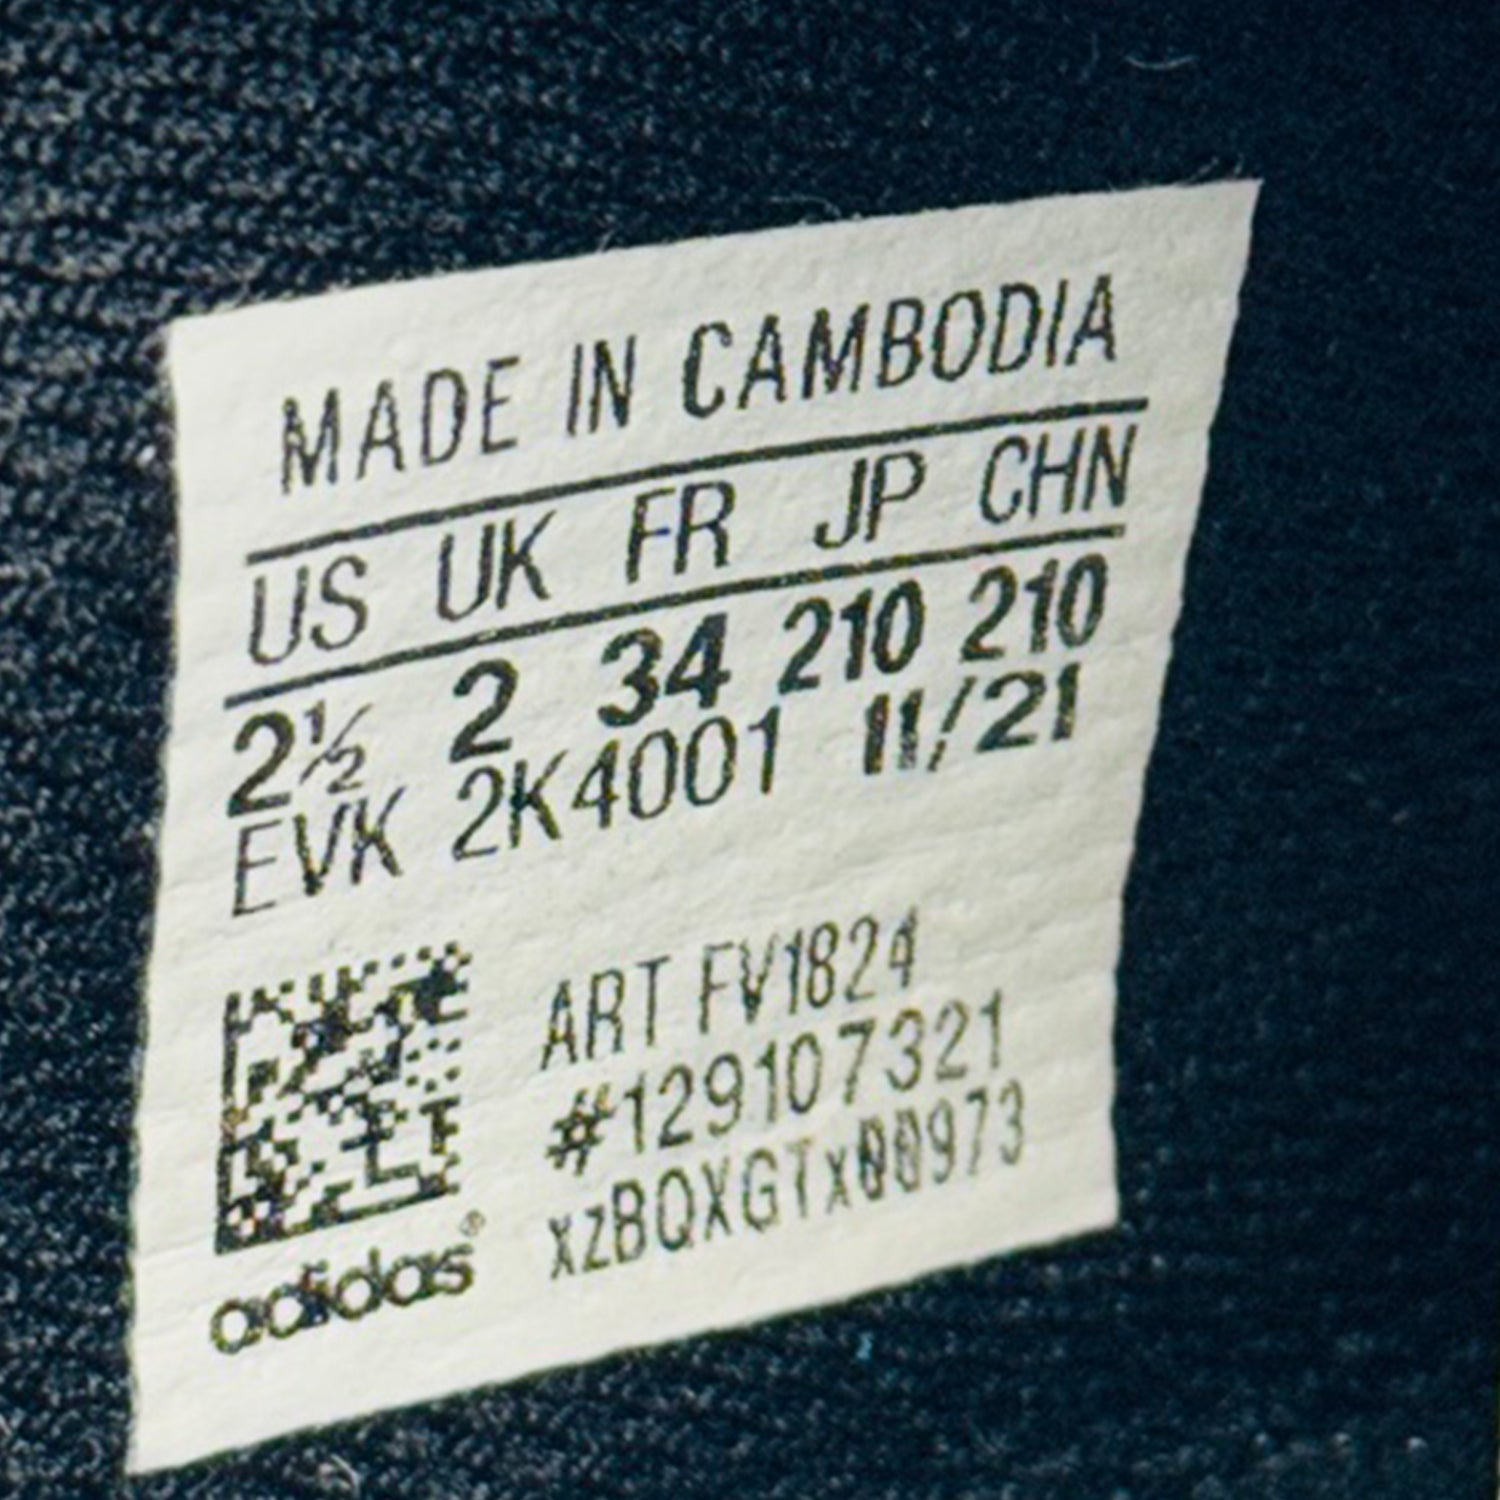 MADE IN CAMBODIA
US UK FR JP CHN
2½ 2 34 210 210
EVK 2K4001 11/21
ART FV1824
#129107321
xzBQXGTx00973
adidas®